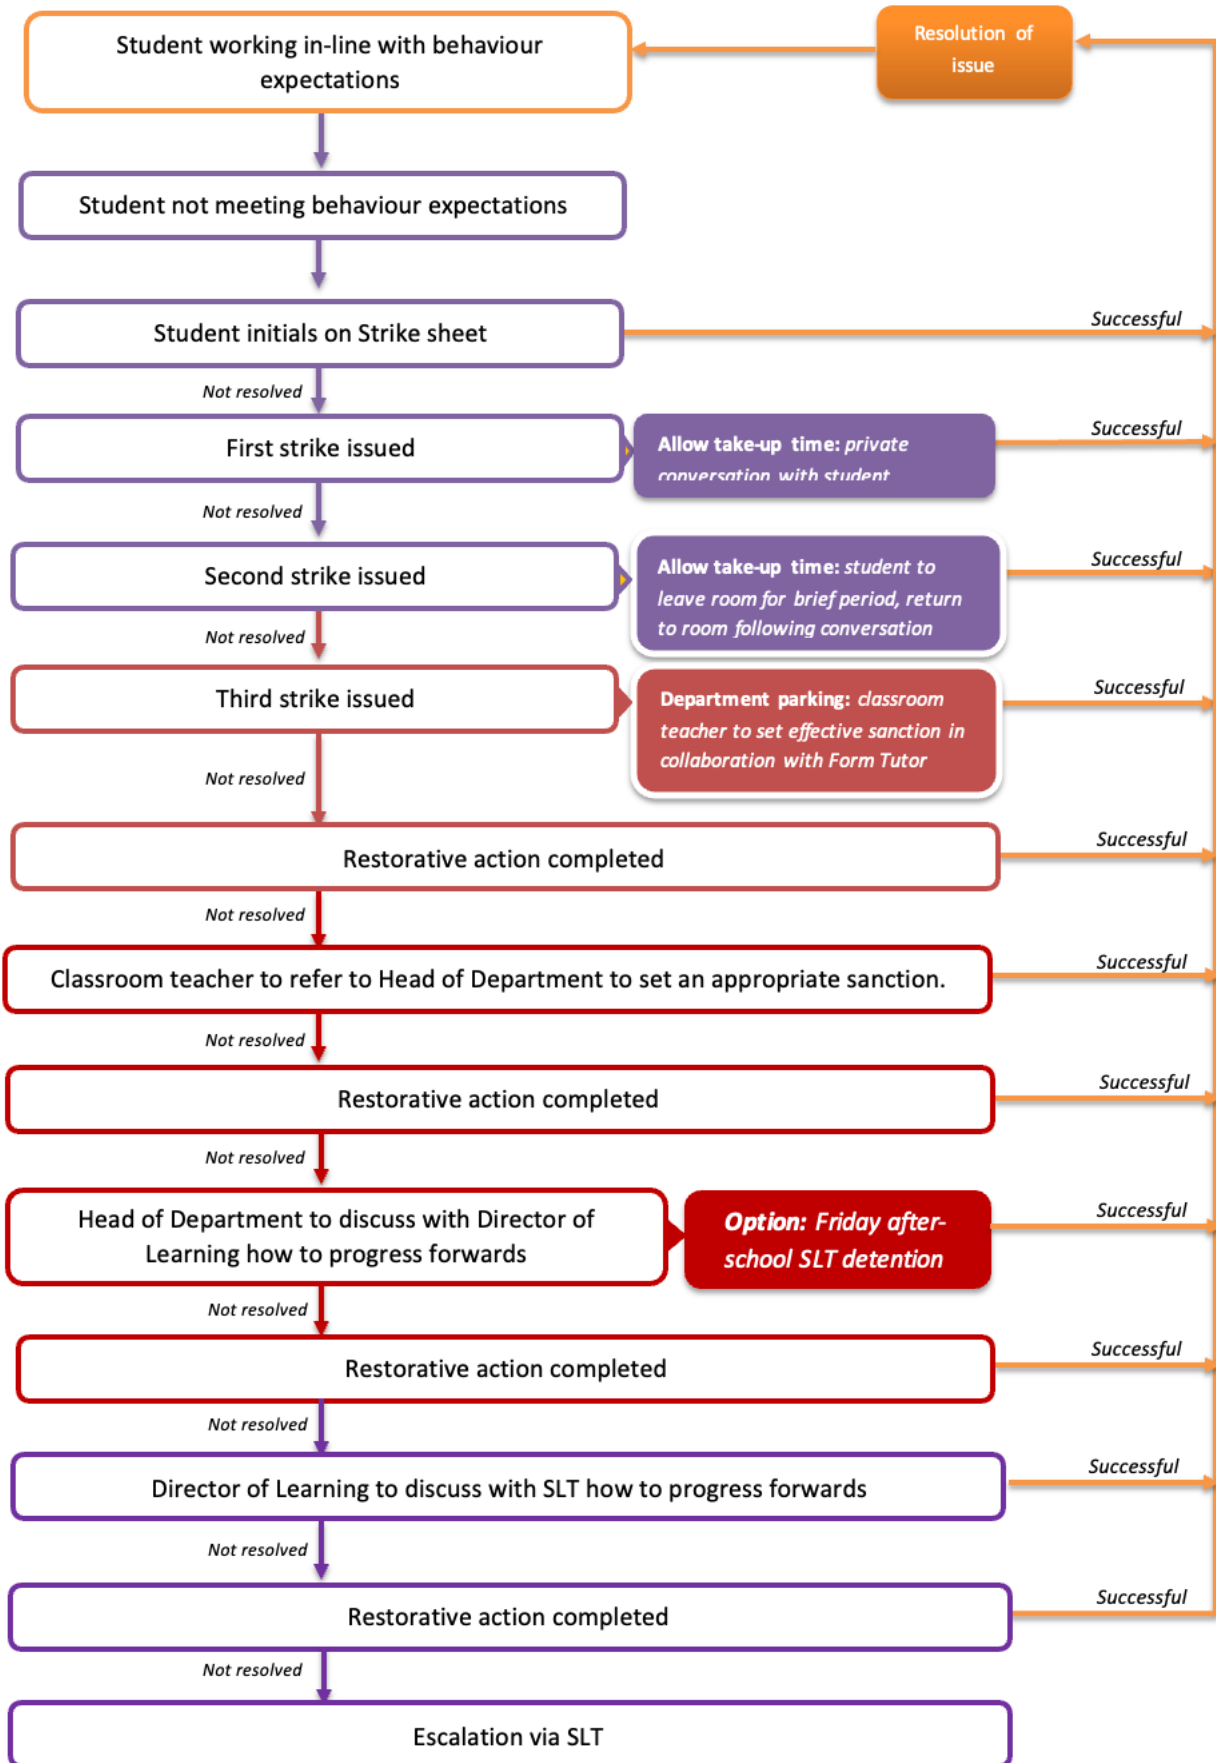 Student working in-line with behaviour
expectations
Resolution of
issue
Student not meeting behaviour expectations
Student initials on Strike sheet
Successful
Not resolved
First strike issued
Allow take-up time: private
conversation with student
Successful
Not resolved
Second strike issued
Allow take-up time: student to
leave room for brief period, return
to room following conversation
Successful
Not resolved
Third strike issued
Department parking: classroom
teacher to set effective sanction in
collaboration with Form Tutor
Successful
Not resolved
Restorative action completed
Successful
Not resolved
Classroom teacher to refer to Head of Department to set an appropriate sanction.
Successful
Not resolved
Restorative action completed
Successful
Not resolved
Head of Department to discuss with Director of
Learning how to progress forwards
Option: Friday after-
school SLT detention
Successful
Not resolved
Restorative action completed
Successful
Not resolved
Director of Learning to discuss with SLT how to progress forwards
Successful
Not resolved
Restorative action completed
Successful
Not resolved
Escalation via SLT